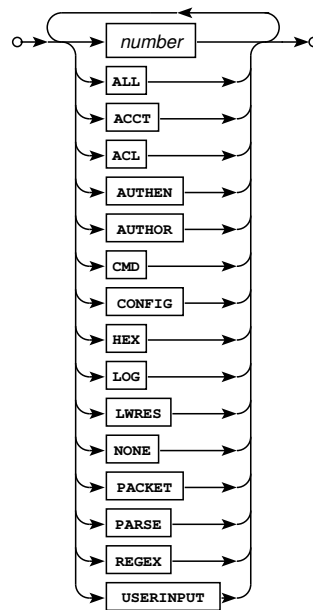 number
ALL
ACCT
ACL
AUTHEN
AUTHOR
CMD
CONFIG
HEX
LOG
LWRES
NONE
PACKET
PARSE
REGEX
USERINPUT